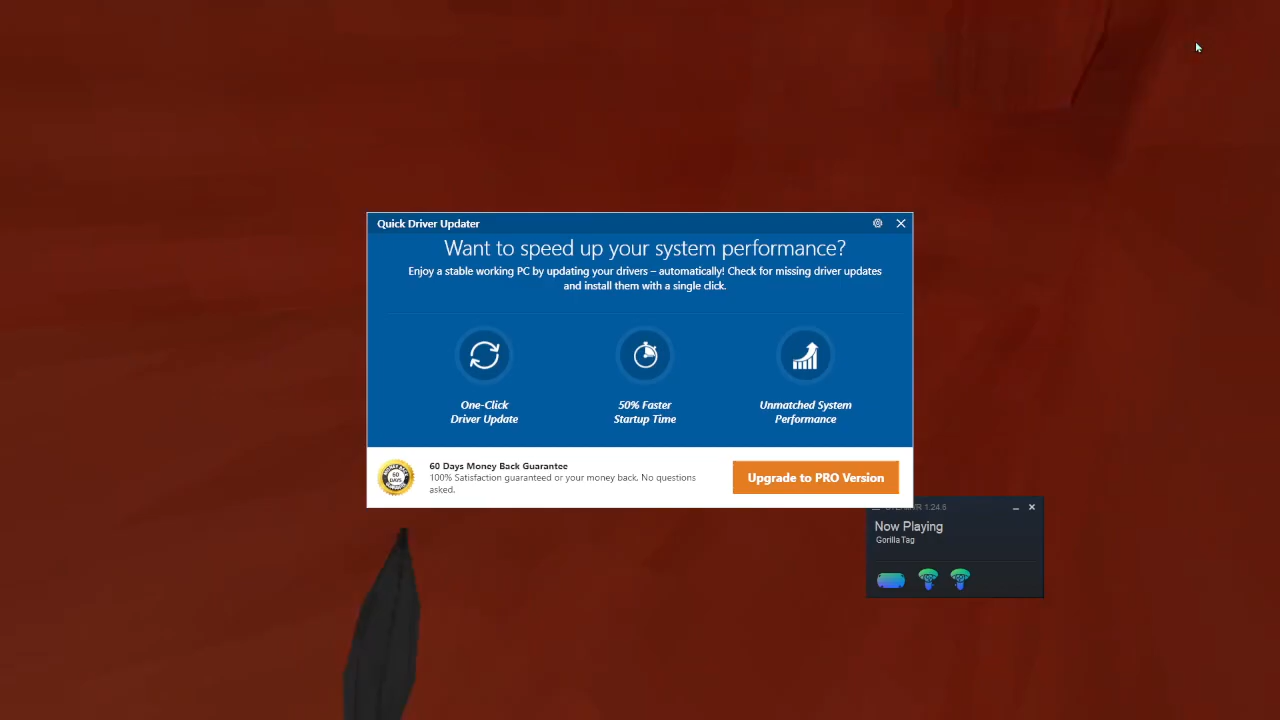 Quick Driver Updater
Want to speed up your system performance?
Enjoy a stable working PC by updating your drivers – automatically! Check for missing driver updates
and install them with a single click.
One-Click
Driver Update
50% Faster
Startup Time
Unmatched System
Performance
60 Days Money Back Guarantee
100% Satisfaction guaranteed or your money back. No questions
asked.
Upgrade to PRO Version
1.24.6
Now Playing
Gorilla Tag